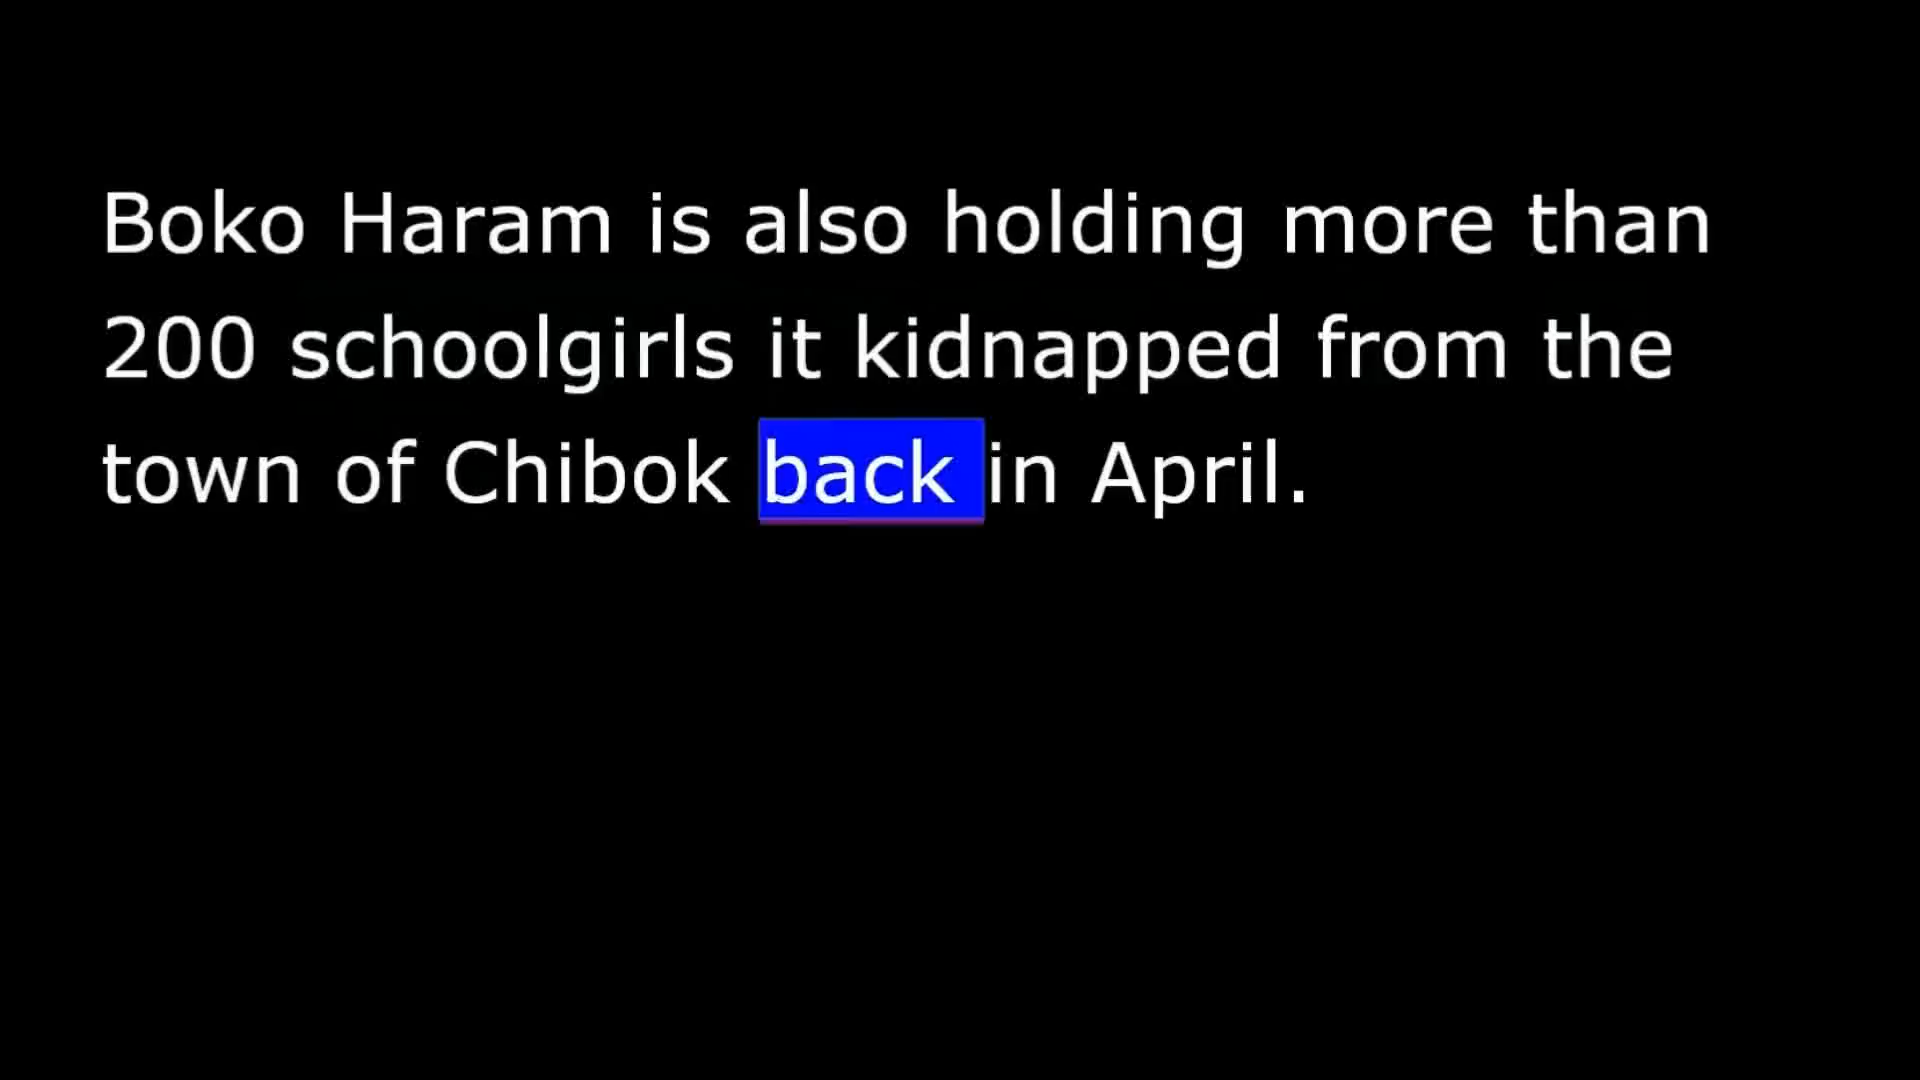 Boko Haram is also holding more than
200 schoolgirls it kidnapped from the
town of Chibok back in April.